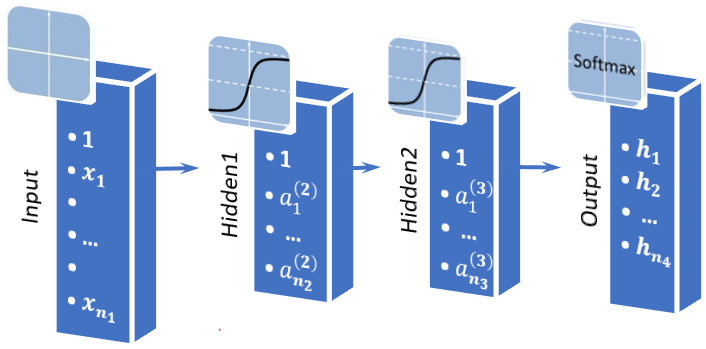 Input
1
x₁
...
xₙ₁
Hidden1
1
a₁⁽²⁾
...
aₙ₂⁽²⁾
Hidden2
1
a₁⁽³⁾
...
aₙ₃⁽³⁾
Softmax
Output
h₁
h₂
...
hₙ₄